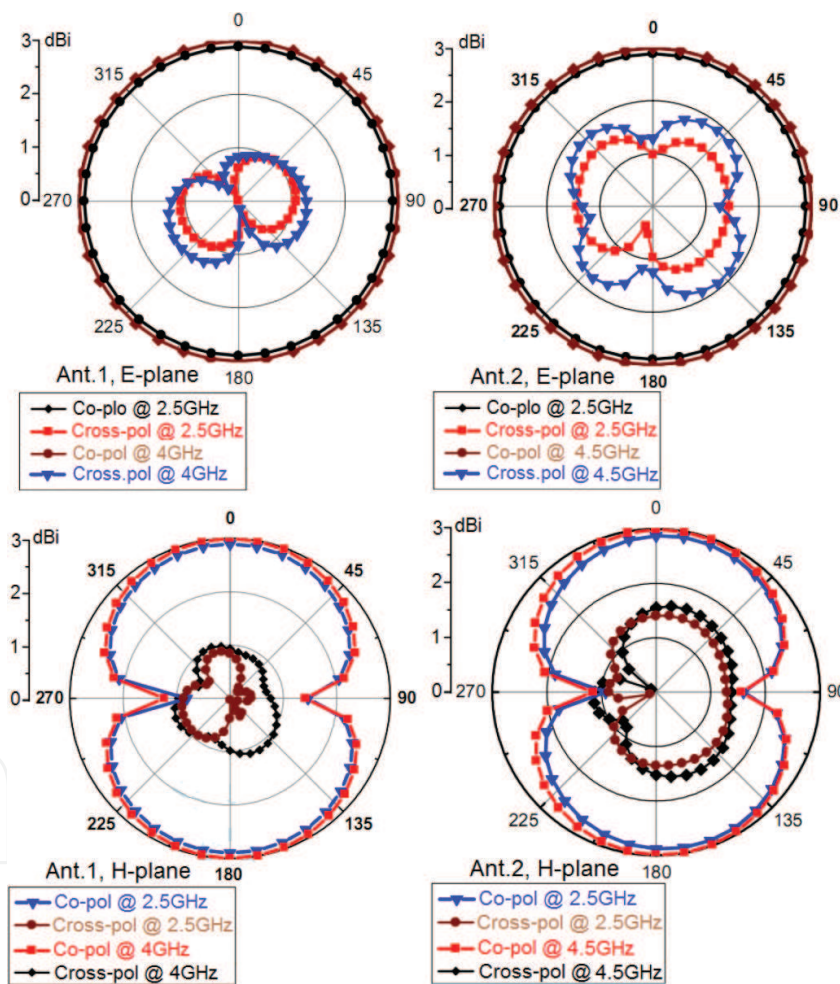 0
3
dBi
315
45
2
1
0
270
90
225
135
180
Ant.1, E-plane
Co-plo @ 2.5GHz
Cross-pol @ 2.5GHz
Co-pol @ 4GHz
Cross.pol @ 4GHz
0
3
dBi
315
45
2
1
0
270
90
225
135
180
Ant.2, E-plane
Co-plo @ 2.5GHz
Cross-pol @ 2.5GHz
Co-pol @ 4.5GHz
Cross.pol @ 4.5GHz
0
3
dBi
315
45
2
1
0
270
90
225
135
180
Ant.1, H-plane
Co-pol @ 2.5GHz
Cross-pol @ 2.5GHz
Co-pol @ 4GHz
Cross-pol @ 4GHz
0
3
dBi
315
45
2
1
0
270
90
225
135
180
Ant.2, H-plane
Co-pol @ 2.5GHz
Cross-pol @ 2.5GHz
Co-pol @ 4.5GHz
Cross-pol @ 4.5GHz